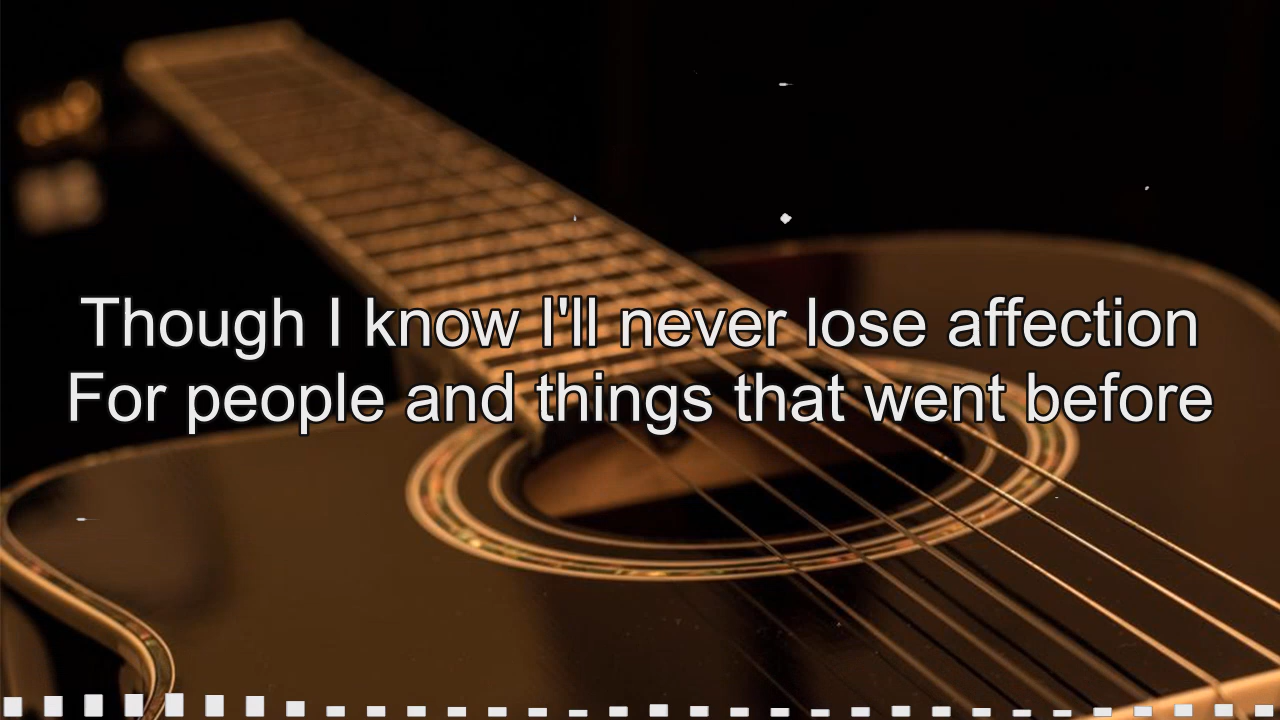 Though I know I'll never lose affection
For people and things that went before